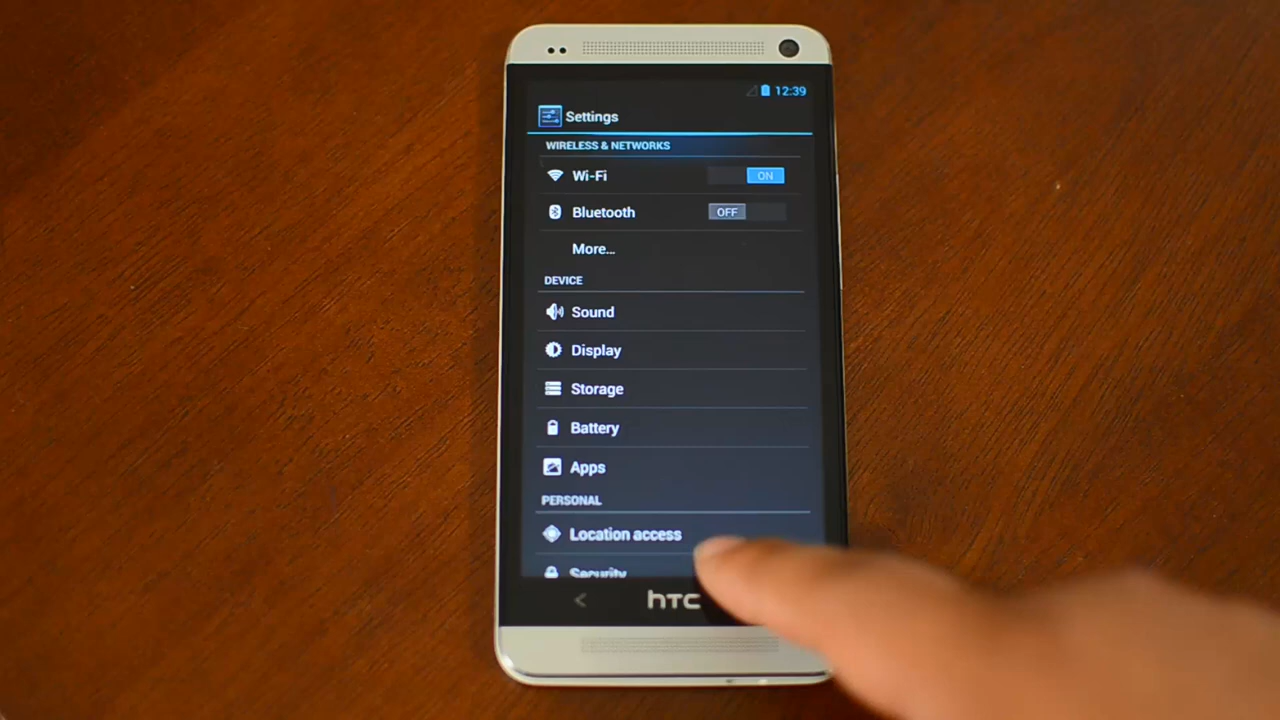 12:39
Settings
WIRELESS & NETWORKS
Wi-Fi ON
Bluetooth OFF
More...
DEVICE
Sound
Display
Storage
Battery
Apps
PERSONAL
Location access
Security
hTC